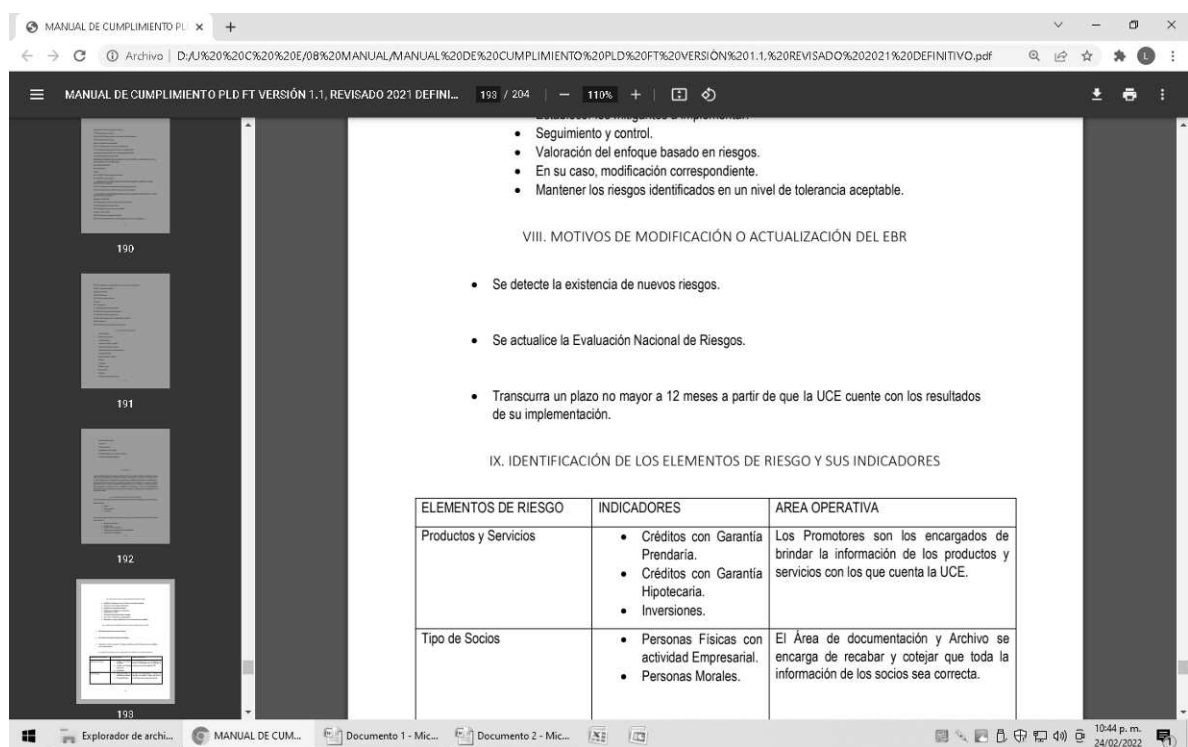 MANUAL DE CUMPLIMIENTO PL
Archivo | D:/U%20%20C%20%20E/08%20MANUAL/MANUAL%20DE%20CUMPLIMIENTO%20PLD%20FT%20VERSIÓN%201.1,%20REVISADO%202021%20DEFINITIVO.pdf
MANUAL DE CUMPLIMIENTO PLD FT VERSIÓN 1.1, REVISADO 2021 DEFINI... 193 / 204 | — 110% +
• Seguimiento y control.
• Valoración del enfoque basado en riesgos.
• En su caso, modificación correspondiente.
• Mantener los riesgos identificados en un nivel de tolerancia aceptable.
VIII. MOTIVOS DE MODIFICACIÓN O ACTUALIZACIÓN DEL EBR
• Se detecte la existencia de nuevos riesgos.
• Se actualice la Evaluación Nacional de Riesgos.
• Transcurra un plazo no mayor a 12 meses a partir de que la UCE cuente con los resultados
de su implementación.
IX. IDENTIFICACIÓN DE LOS ELEMENTOS DE RIESGO Y SUS INDICADORES
ELEMENTOS DE RIESGO INDICADORES AREA OPERATIVA
Productos y Servicios
• Créditos con Garantía
Prendaria.
• Créditos con Garantía
Hipotecaria.
• Inversiones.
Los Promotores son los encargados de
brindar la información de los productos y
servicios con los que cuenta la UCE.
Tipo de Socios
• Personas Físicas con
actividad Empresarial.
• Personas Morales.
El Área de documentación y Archivo se
encarga de recabar y cotejar que toda la
información de los socios sea correcta.
190
191
192
193
Explorador de archi... MANUAL DE CUM... Documento 1 - Mic... Documento 2 - Mic...
10:44 p. m.
24/02/2022